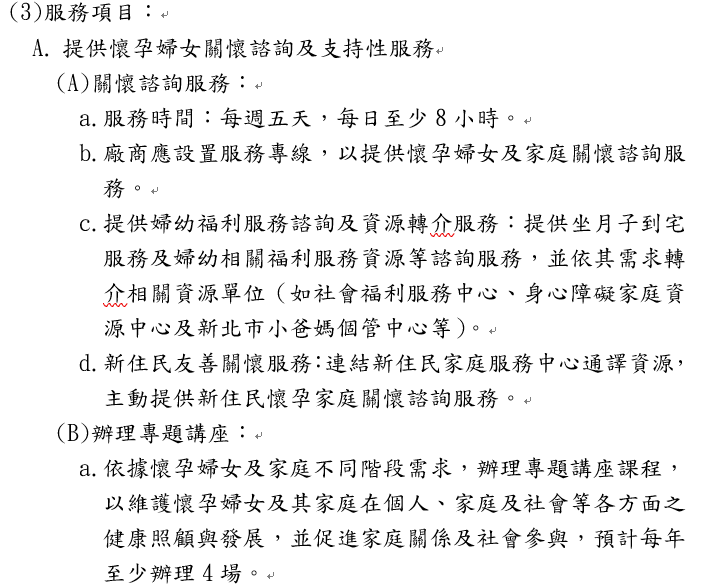 (3)服務項目：
A. 提供懷孕婦女關懷諮詢及支持性服務
(A)關懷諮詢服務：
a. 服務時間：每週五天，每日至少 8 小時。
b. 廠商應設置服務專線，以提供懷孕婦女及家庭關懷諮詢服
務。
c. 提供婦幼福利服務諮詢及資源轉介服務：提供坐月子到宅
服務及婦幼相關福利服務資源等諮詢服務，並依其需求轉
介相關資源單位（如社會福利服務中心、身心障礙家庭資
源中心及新北市小爸媽個管中心等)。
d. 新住民友善關懷服務:連結新住民家庭服務中心通譯資源，
主動提供新住民懷孕家庭關懷諮詢服務。
(B)辦理專題講座：
a. 依據懷孕婦女及家庭不同階段需求，辦理專題講座課程，
以維護懷孕婦女及其家庭在個人、家庭及社會等各方面之
健康照顧與發展，並促進家庭關係及社會參與，預計每年
至少辦理 4 場。